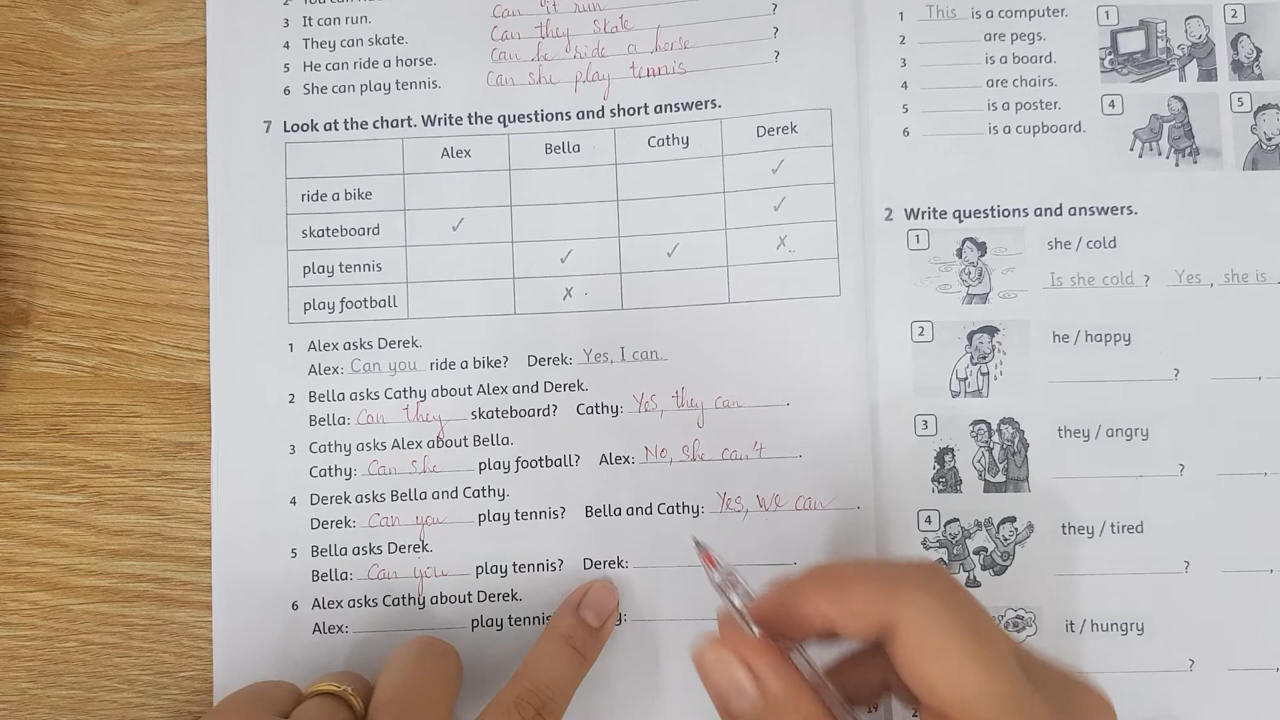 3 It can run. Can it run ?
4 They can skate. Can they skate ?
5 He can ride a horse. Can he ride a horse ?
6 She can play tennis. Can she play tennis ?
7 Look at the chart. Write the questions and short answers.
Alex Bella Cathy Derek
ride a bike ✓
skateboard ✓ ✓
play tennis ✓ ✓ ✗
play football ✗
1 Alex asks Derek.
Alex: Can you ride a bike? Derek: Yes, I can.
2 Bella asks Cathy about Alex and Derek.
Bella: Can they skateboard? Cathy: Yes, they can.
3 Cathy asks Alex about Bella.
Cathy: Can she play football? Alex: No, she can't.
4 Derek asks Bella and Cathy.
Derek: Can you play tennis? Bella and Cathy: Yes, we can.
5 Bella asks Derek.
Bella: Can you play tennis? Derek: .
6 Alex asks Cathy about Derek.
Alex: play tennis
1 This is a computer.
2 are pegs.
3 is a board.
4 are chairs.
5 is a poster.
6 is a cupboard.
1
2
4
5
2 Write questions and answers.
1 she / cold
Is she cold ? Yes , she is
2 he / happy
? ,
3 they / angry
? ,
4 they / tired
? ,
it / hungry
? ,
19
2